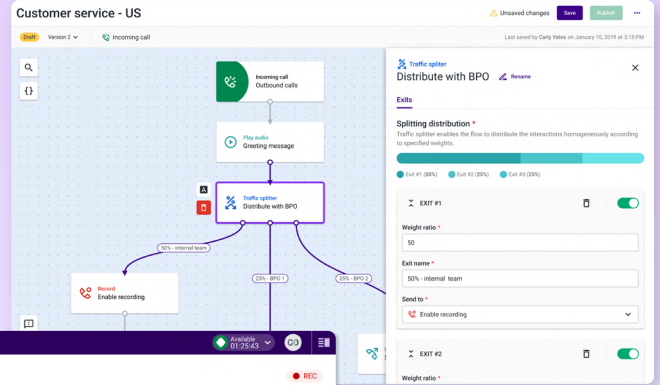 Customer service - US
Unsaved changes
Save
Publish
Draft
Version 2
Incoming call
Last saved by Carly Yates on January 10, 2019 at 3:15 PM
Incoming call
Outbound calls
Play audio
Greeting message
A
Traffic splitter
Distribute with BPO
50% - internal team
25% - BPO 1
25% - BPO 2
Record
Enable recording
Available
01:25:43
CO
REC
Traffic spliter
Distribute with BPO
Rename
Exits
Splitting distribution *
Traffic splitter enables the flow to distribute the interactions homogeneously according
to specified weights.
Exit #1 (50%)
Exit #2 (25%)
Exit #3 (25%)
EXIT #1
Weight ratio *
50
Exit name *
50% - internal team
Send to *
Enable recording
EXIT #2
Weight ratio *